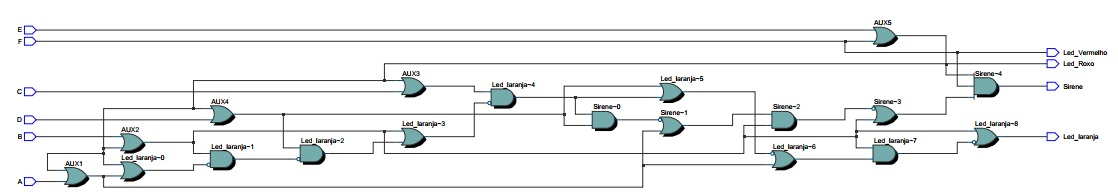 AUX5
E
F
Led_Vermelho
Led_Roxo
AUX3
Led_laranja~5
Sirene~4
Led_laranja~4
Sirene
C
AUX4
Sirene~0
Sirene~2
Sirene~3
Sirene~1
D
AUX2
Led_laranja~3
Led_laranja~8
B
Led_laranja
Led_laranja~1
Led_laranja~2
Led_laranja~6
Led_laranja~7
AUX1
Led_laranja~0
A